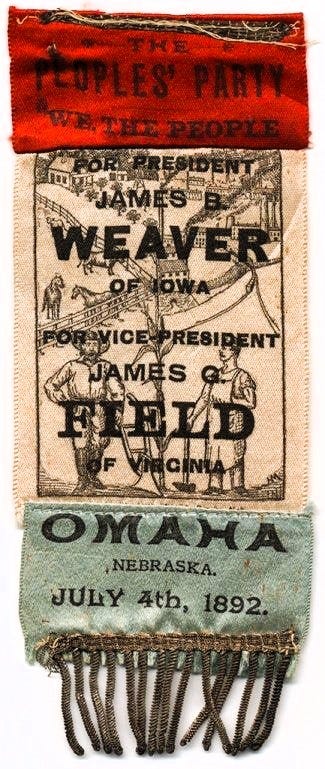 THE
PEOPLES' PARTY
"WE, THE PEOPLE
FOR PRESIDENT
JAMES B.
WEAVER
OF IOWA
FOR VICE-PRESIDENT
JAMES G.
FIELD
OF VIRGINIA
OMAHA
NEBRASKA.
JULY 4th, 1892.